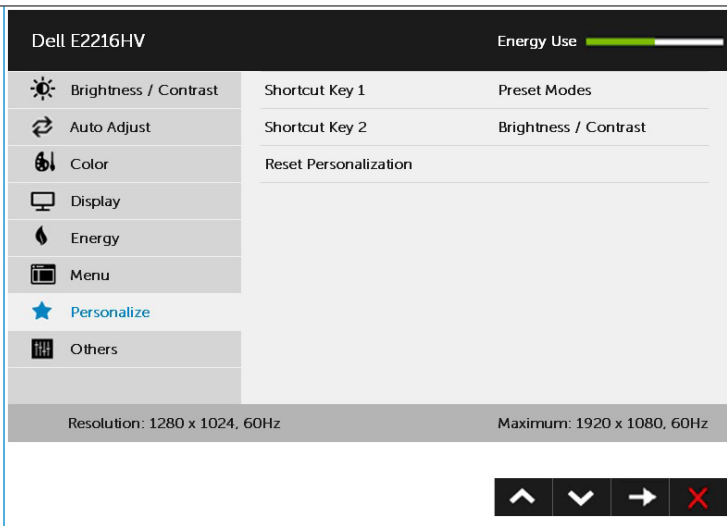 Dell E2216HV Energy Use
Brightness / Contrast Shortcut Key 1 Preset Modes
Auto Adjust Shortcut Key 2 Brightness / Contrast
Color Reset Personalization
Display
Energy
Menu
Personalize
Others
Resolution: 1280 x 1024, 60Hz Maximum: 1920 x 1080, 60Hz